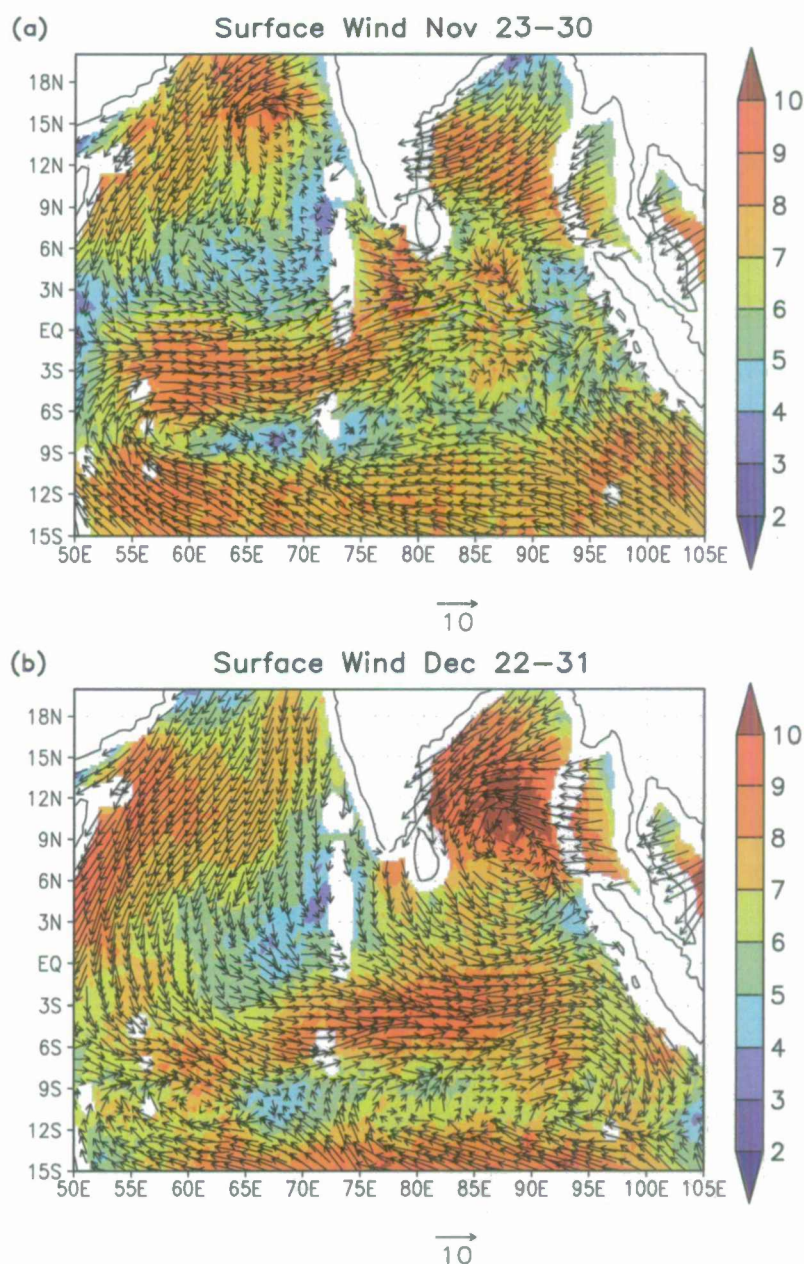 (a)
Surface Wind Nov 23-30
18N
15N
12N
9N
6N
3N
EQ
3S
6S
9S
12S
15S
50E 55E 60E 65E 70E 75E 80E 85E 90E 95E 100E 105E
10
9
8
7
6
5
4
3
2
10
(b)
Surface Wind Dec 22-31
18N
15N
12N
9N
6N
3N
EQ
3S
6S
9S
12S
15S
50E 55E 60E 65E 70E 75E 80E 85E 90E 95E 100E 105E
10
9
8
7
6
5
4
3
2
10